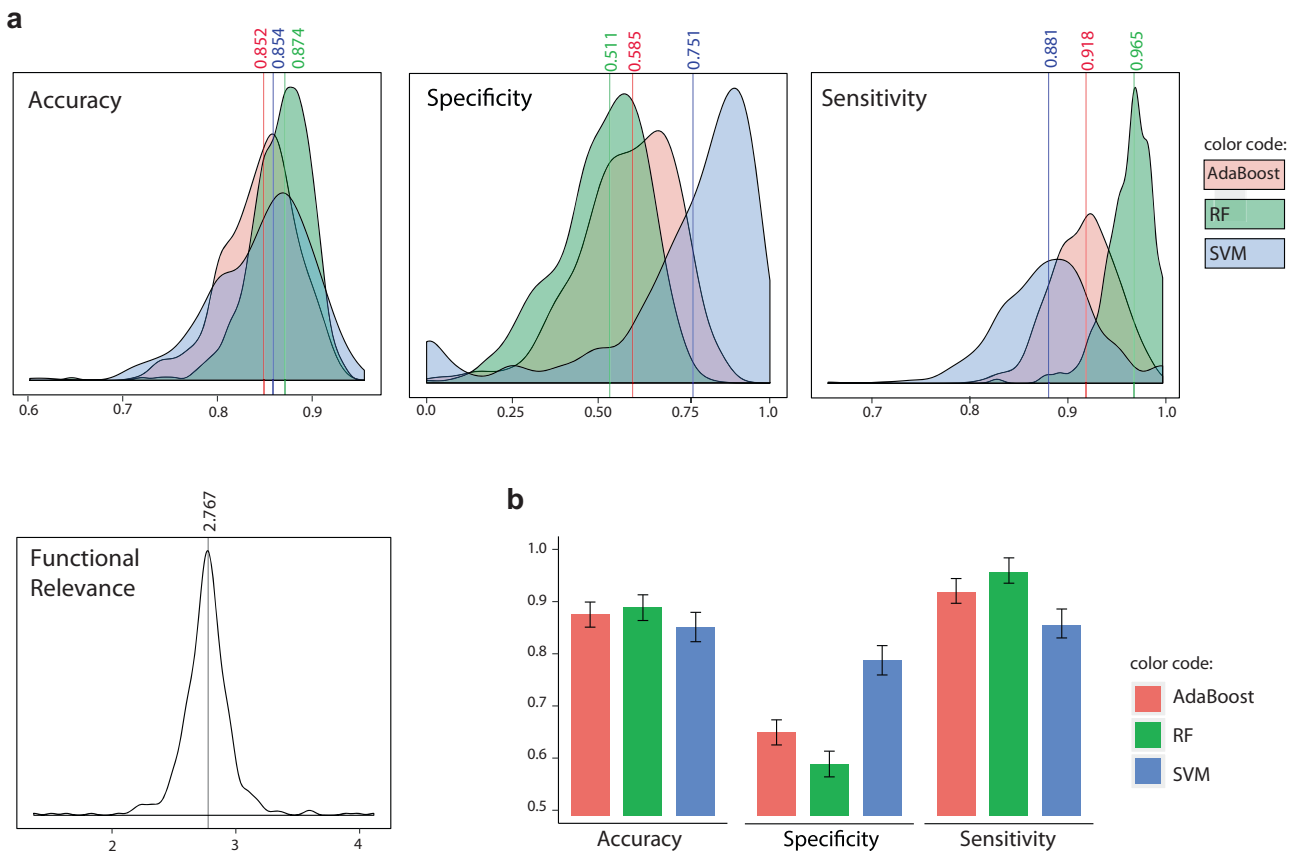 a
0.852 0.854 0.874
0.511 0.585 0.751
0.881 0.918 0.965
Accuracy
Specificity
Sensitivity
color code:
AdaBoost
RF
SVM
0.6 0.7 0.8 0.9
0.0 0.25 0.50 0.75 1.0
0.7 0.8 0.9 1.0
2.767
Functional
Relevance
2 3 4
b
1.0
0.9
0.8
0.7
0.6
0.5
Accuracy Specificity Sensitivity
color code:
AdaBoost
RF
SVM